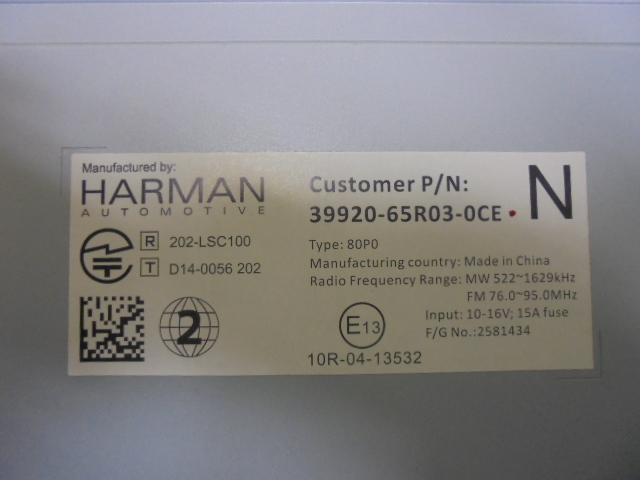 Manufactured by:
HARMAN
AUTOMOTIVE
R 202-LSC100
T D14-0056 202
2
Customer P/N:
39920-65R03-0CE
N
Type: 80P0
Manufacturing country: Made in China
Radio Frequency Range: MW 522~1629kHz
FM 76.0~95.0MHz
Input: 10-16V; 15A fuse
F/G No.:2581434
E13
10R-04-13532